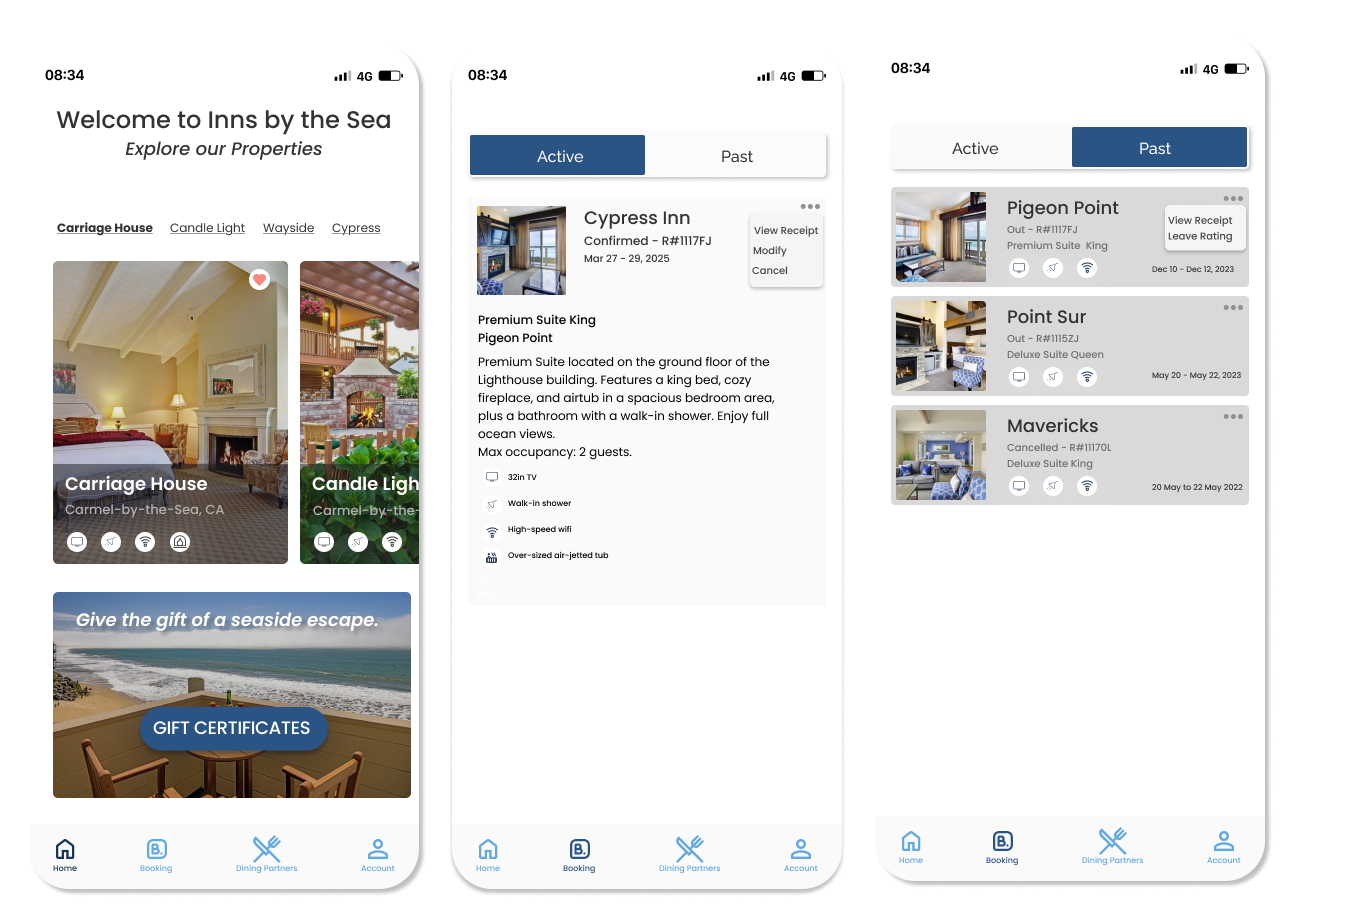 08:34
4G
Welcome to Inns by the Sea
Explore our Properties
Carriage House Candle Light Wayside Cypress
Carriage House
Carmel-by-the-Sea, CA
Candle Ligh
Carmel-by-the-
Give the gift of a seaside escape.
GIFT CERTIFICATES
Home Booking Dining Partners Account
08:34
4G
Active Past
Cypress Inn
Confirmed - R#1117FJ
Mar 27 - 29, 2025
View Receipt
Modify
Cancel
Premium Suite King
Pigeon Point
Premium Suite located on the ground floor of the
Lighthouse building. Features a king bed, cozy
fireplace, and airtub in a spacious bedroom area,
plus a bathroom with a walk-in shower. Enjoy full
ocean views.
Max occupancy: 2 guests.
32in TV
Walk-in shower
High-speed wifi
Over-sized air-jetted tub
B.
Home Booking Dining Partners Account
08:34
4G
Active Past
Pigeon Point
Out - R#1117FJ
Premium Suite King
View Receipt
Leave Rating
Dec 10 - Dec 12, 2023
Point Sur
Out - R#1115ZJ
Deluxe Suite Queen
May 20 - May 22, 2023
Mavericks
Cancelled - R#11170L
Deluxe Suite King
20 May to 22 May 2022
B.
Home Booking Dining Partners Account